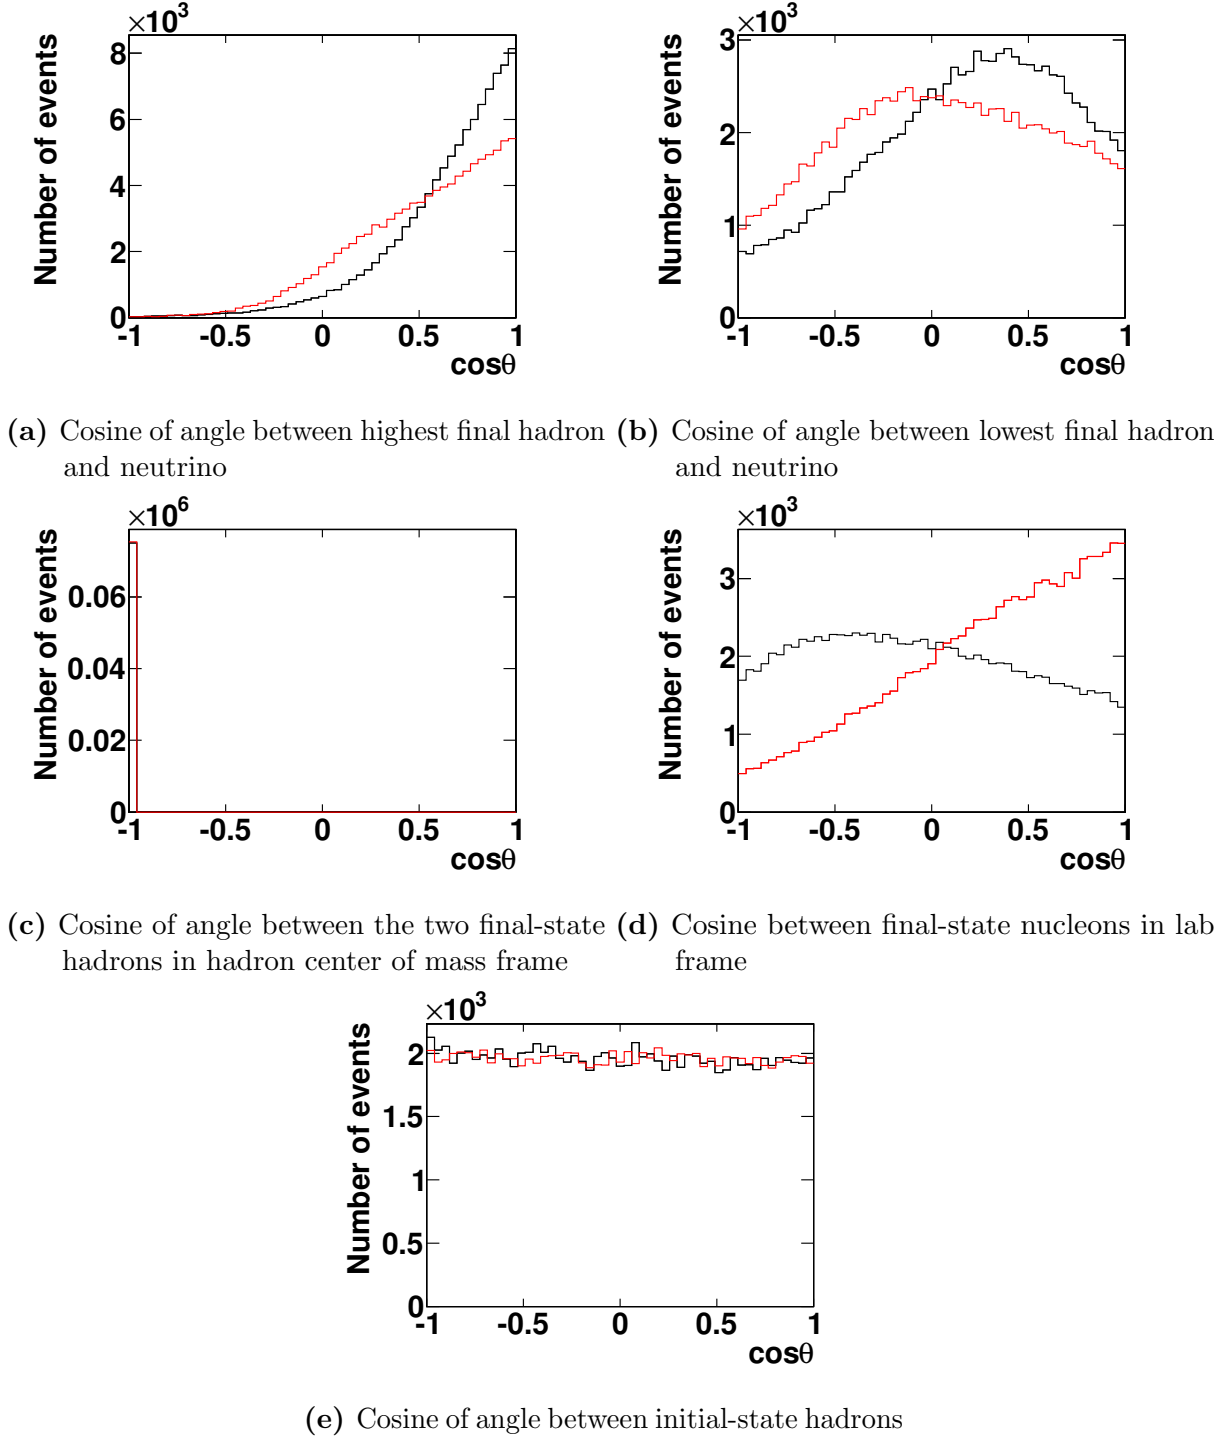 ×10³
Number of events
8
6
4
2
0
-1 -0.5 0 0.5 1
cosθ
×10³
Number of events
3
2
1
0
-1 -0.5 0 0.5 1
cosθ
(a) Cosine of angle between highest final hadron
and neutrino
(b) Cosine of angle between lowest final hadron
and neutrino
×10⁶
Number of events
0.06
0.04
0.02
0
-1 -0.5 0 0.5 1
cosθ
×10³
Number of events
3
2
1
0
-1 -0.5 0 0.5 1
cosθ
(c) Cosine of angle between the two final-state
hadrons in hadron center of mass frame
(d) Cosine between final-state nucleons in lab
frame
×10³
Number of events
2
1.5
1
0.5
0
-1 -0.5 0 0.5 1
cosθ
(e) Cosine of angle between initial-state hadrons